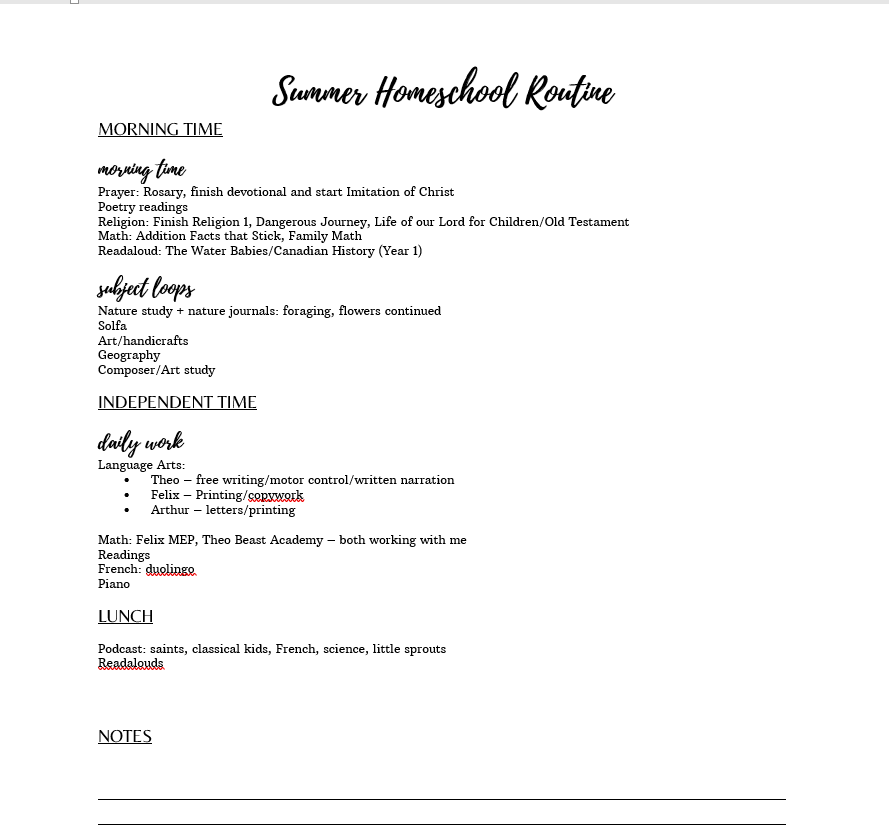 Summer Homeschool Routine
MORNING TIME
morning time
Prayer: Rosary, finish devotional and start Imitation of Christ
Poetry readings
Religion: Finish Religion 1, Dangerous Journey, Life of our Lord for Children/Old Testament
Math: Addition Facts that Stick, Family Math
Readaloud: The Water Babies/Canadian History (Year 1)
subject loops
Nature study + nature journals: foraging, flowers continued
Solfa
Art/handicrafts
Geography
Composer/Art study
INDEPENDENT TIME
daily work
Language Arts:
• Theo – free writing/motor control/written narration
• Felix – Printing/copywork
• Arthur – letters/printing
Math: Felix MEP, Theo Beast Academy – both working with me
Readings
French: duolingo
Piano
LUNCH
Podcast: saints, classical kids, French, science, little sprouts
Readalouds
NOTES